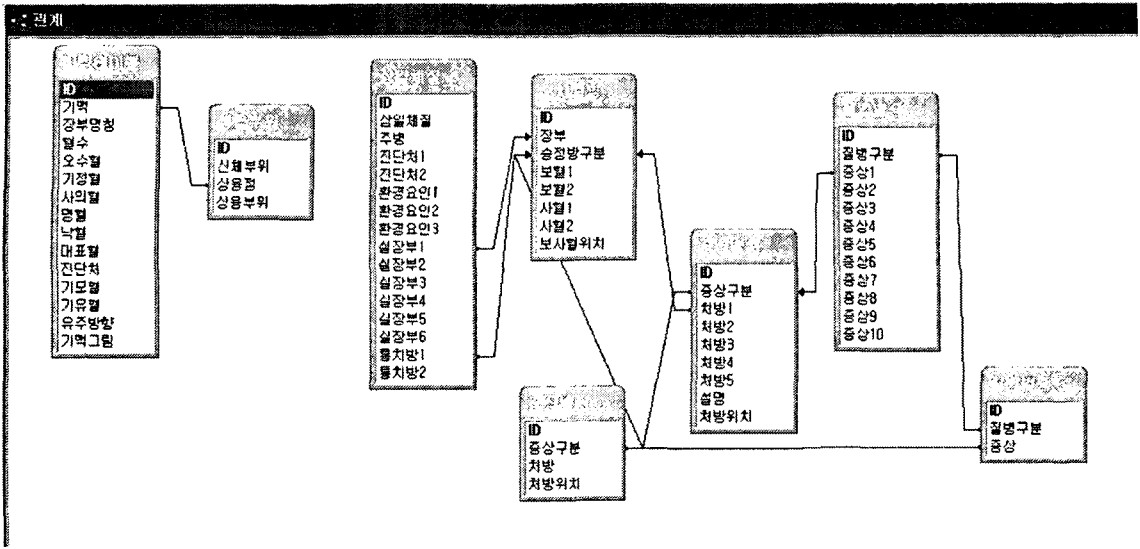 관계
ID
기맥
장부명칭
혈수
오수혈
기정혈
사의혈
명혈
낙혈
대표혈
진단처
기모혈
기유혈
유주방향
기맥그림
ID
신체부위
상용점
상용부위
ID
삼일체질
주병
진단처1
진단처2
환경요인1
환경요인2
환경요인3
실장부1
실장부2
실장부3
실장부4
실장부5
실장부6
통치방1
통치방2
ID
장부
승정방구분
보혈1
보혈2
사혈1
사혈2
보사혈위치
ID
증상구분
처방
처방위치
ID
증상구분
처방1
처방2
처방3
처방4
처방5
설명
처방위치
ID
질병구분
증상1
증상2
증상3
증상4
증상5
증상6
증상7
증상8
증상9
증상10
ID
질병구분
증상